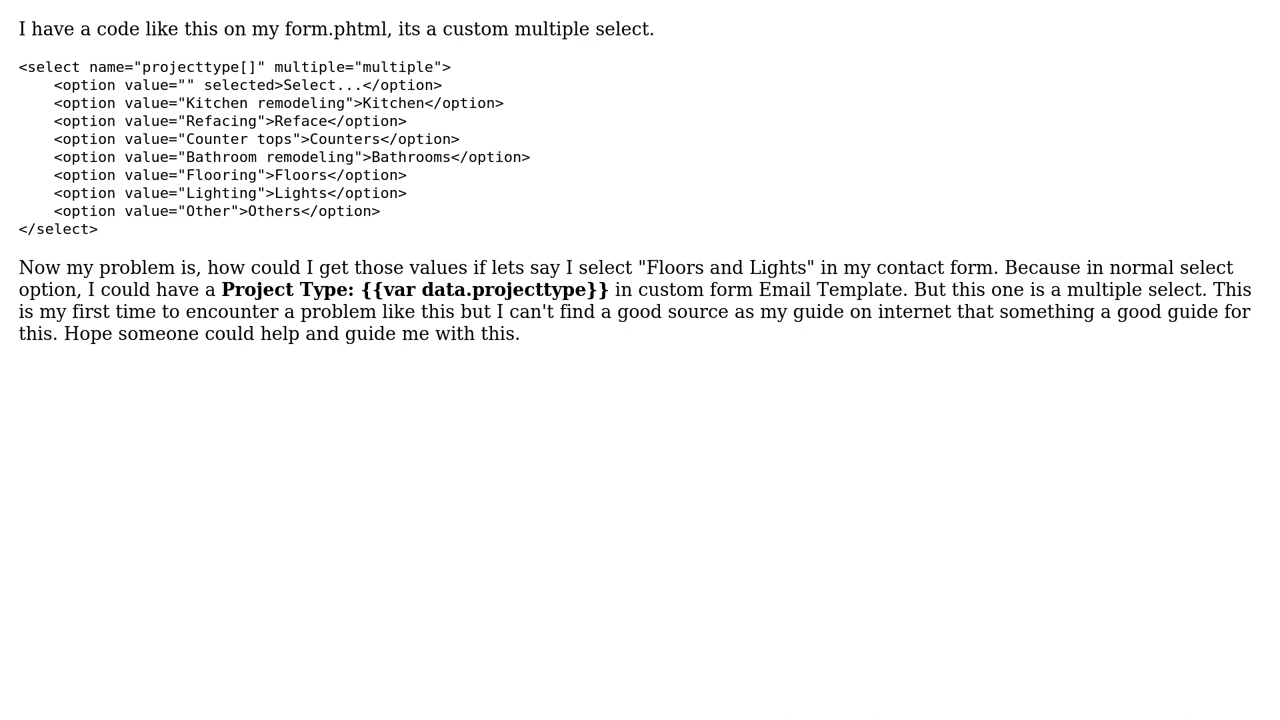 I have a code like this on my form.phtml, its a custom multiple select.
<select name="projecttype[]" multiple="multiple">
    <option value="" selected>Select...</option>
    <option value="Kitchen remodeling">Kitchen</option>
    <option value="Refacing">Reface</option>
    <option value="Counter tops">Counters</option>
    <option value="Bathroom remodeling">Bathrooms</option>
    <option value="Flooring">Floors</option>
    <option value="Lighting">Lights</option>
    <option value="Other">Others</option>
</select>
Now my problem is, how could I get those values if lets say I select "Floors and Lights" in my contact form. Because in normal select
option, I could have a Project Type: {{var data.projecttype}} in custom form Email Template. But this one is a multiple select. This
is my first time to encounter a problem like this but I can't find a good source as my guide on internet that something a good guide for
this. Hope someone could help and guide me with this.